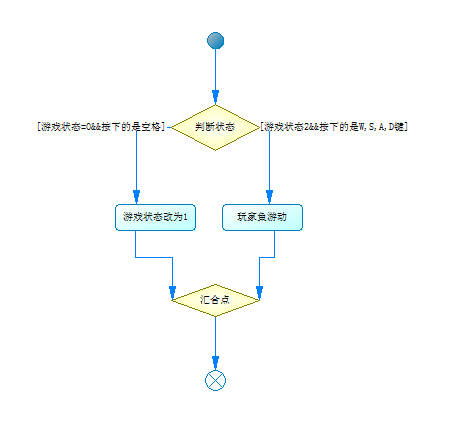 [游戏状态=0&&按下的是空格]
判断状态
[游戏状态2&&按下的是W,S,A,D键]
游戏状态改为1
玩家鱼游动
汇合点